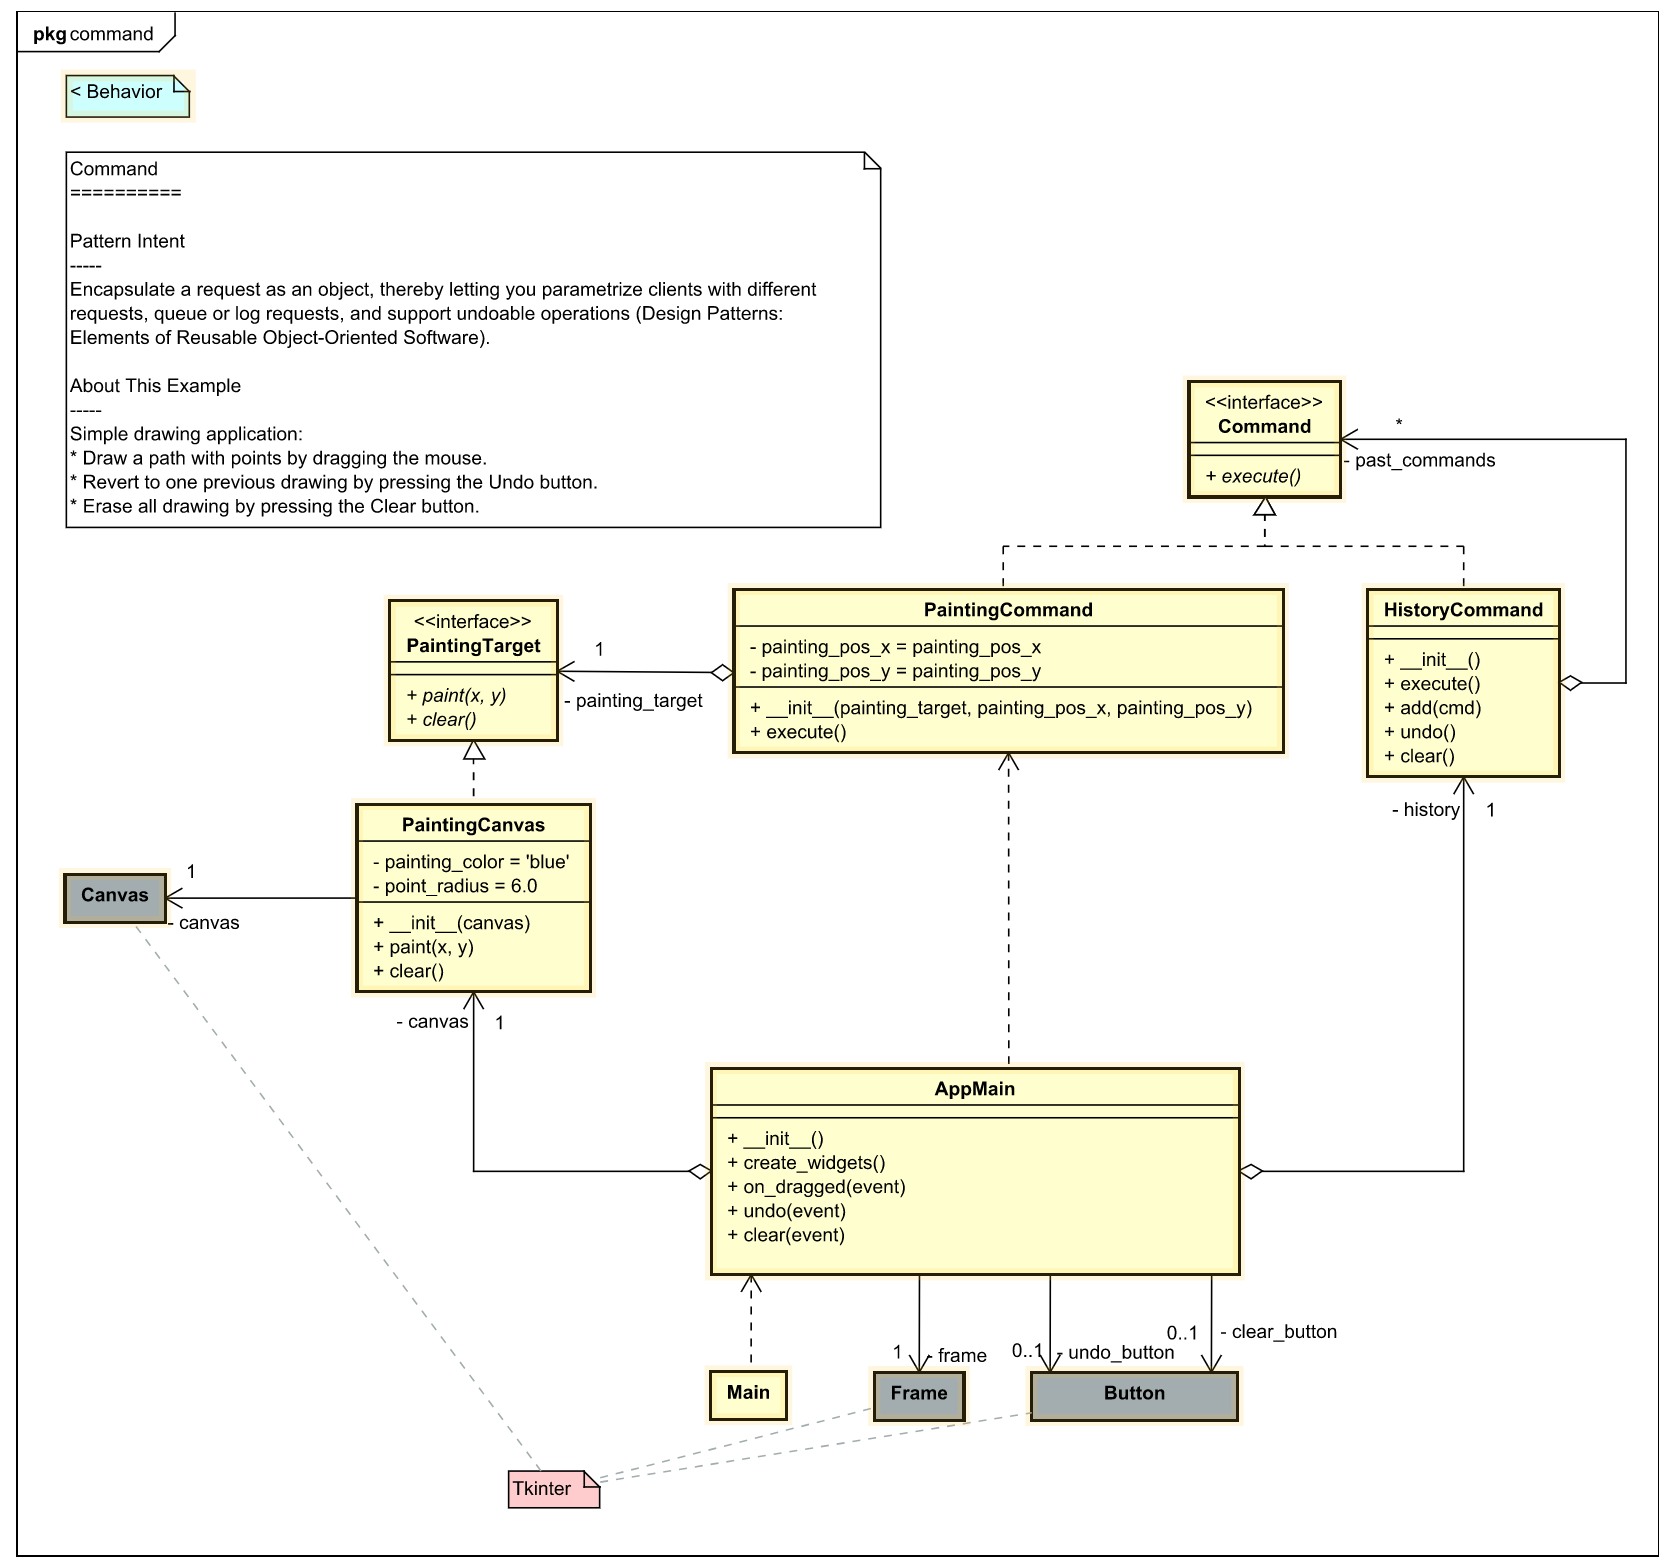 pkg command
< Behavior
Command
==========
Pattern Intent
-----
Encapsulate a request as an object, thereby letting you parametrize clients with different
requests, queue or log requests, and support undoable operations (Design Patterns:
Elements of Reusable Object-Oriented Software).
About This Example
-----
Simple drawing application:
* Draw a path with points by dragging the mouse.
* Revert to one previous drawing by pressing the Undo button.
* Erase all drawing by pressing the Clear button.
<<interface>>
Command
+ execute()
*
- past_commands
<<interface>>
PaintingTarget
+ paint(x, y)
+ clear()
1
- painting_target
PaintingCommand
- painting_pos_x = painting_pos_x
- painting_pos_y = painting_pos_y
+ __init__(painting_target, painting_pos_x, painting_pos_y)
+ execute()
HistoryCommand
+ __init__()
+ execute()
+ add(cmd)
+ undo()
+ clear()
- history 1
PaintingCanvas
- painting_color = 'blue'
- point_radius = 6.0
+ __init__(canvas)
+ paint(x, y)
+ clear()
Canvas
1
- canvas
- canvas 1
AppMain
+ __init__()
+ create_widgets()
+ on_dragged(event)
+ undo(event)
+ clear(event)
1 - frame
0..1 - undo_button
0..1 - clear_button
Main
Frame
Button
Tkinter